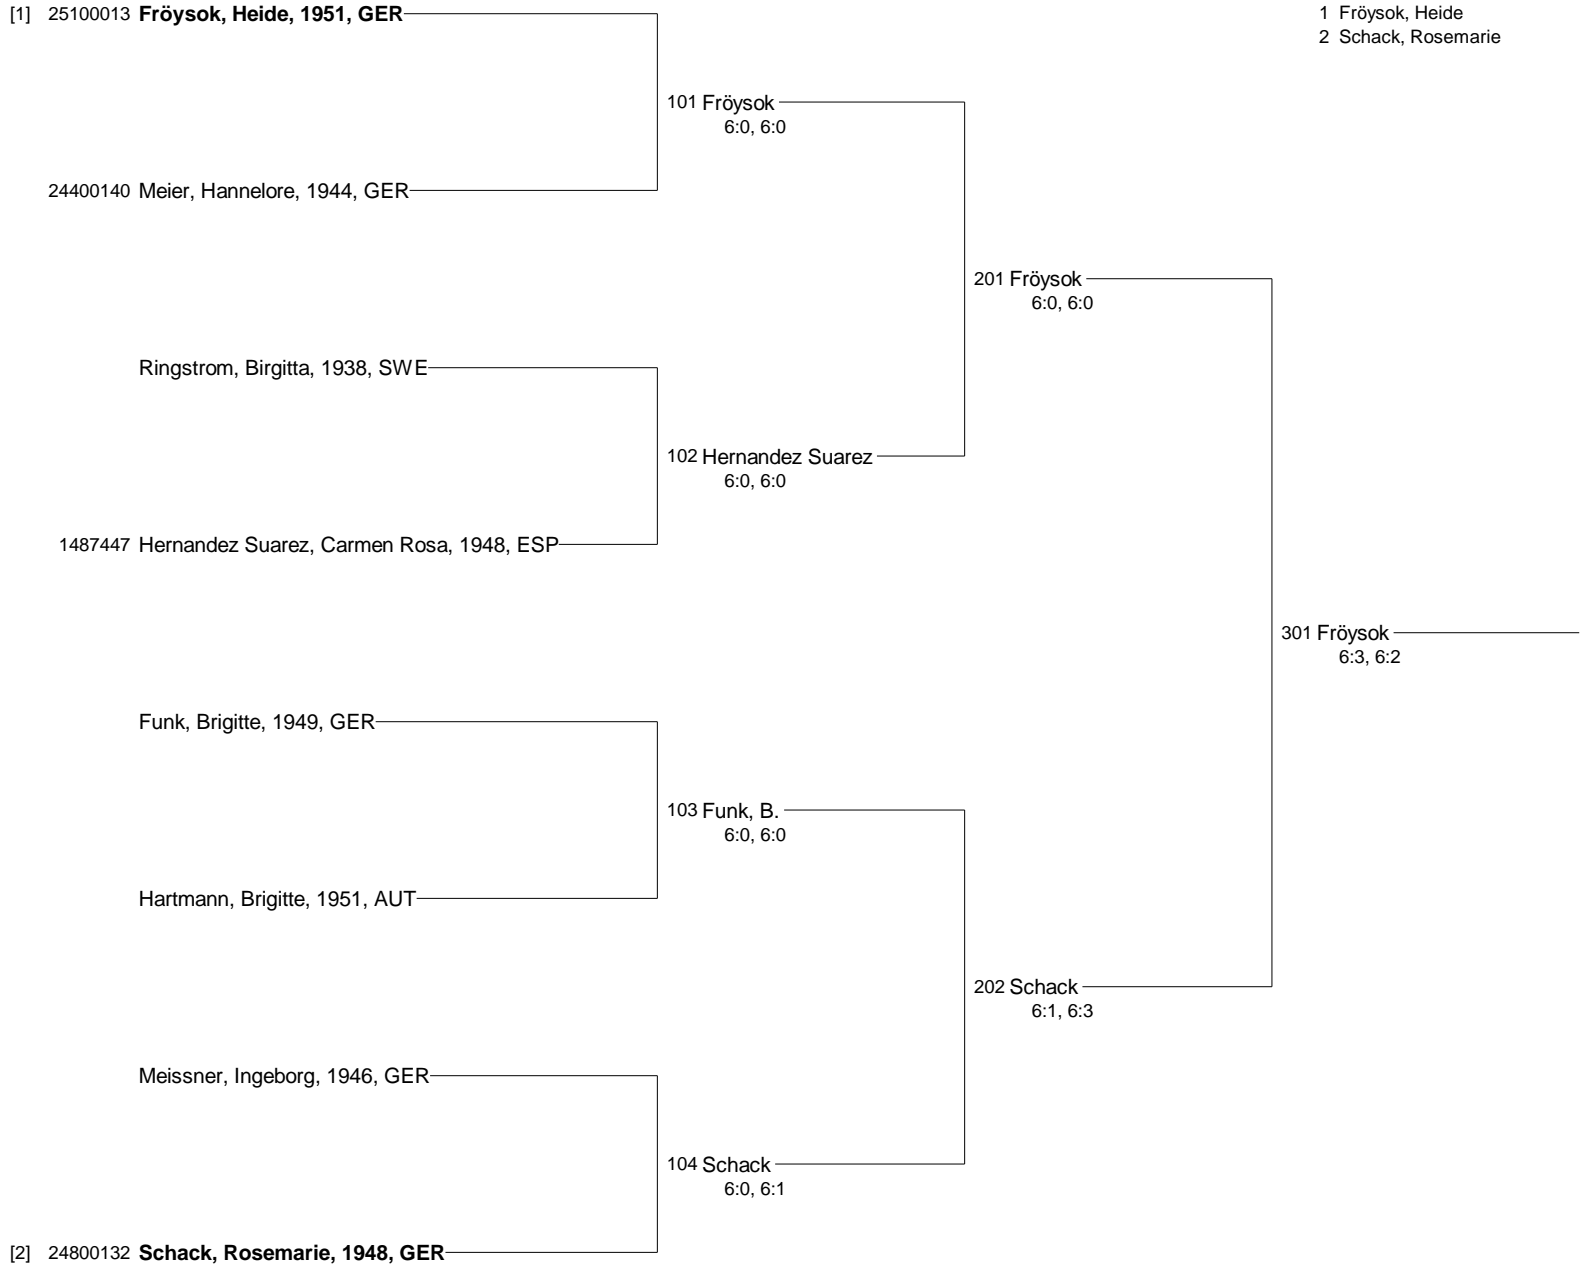 [1] 25100013 Fröysok, Heide, 1951, GER
1 Fröysok, Heide
2 Schack, Rosemarie
101 Fröysok
6:0, 6:0
24400140 Meier, Hannelore, 1944, GER
201 Fröysok
6:0, 6:0
Ringstrom, Birgitta, 1938, SWE
102 Hernandez Suarez
6:0, 6:0
1487447 Hernandez Suarez, Carmen Rosa, 1948, ESP
301 Fröysok
6:3, 6:2
Funk, Brigitte, 1949, GER
103 Funk, B.
6:0, 6:0
Hartmann, Brigitte, 1951, AUT
202 Schack
6:1, 6:3
Meissner, Ingeborg, 1946, GER
104 Schack
6:0, 6:1
[2] 24800132 Schack, Rosemarie, 1948, GER